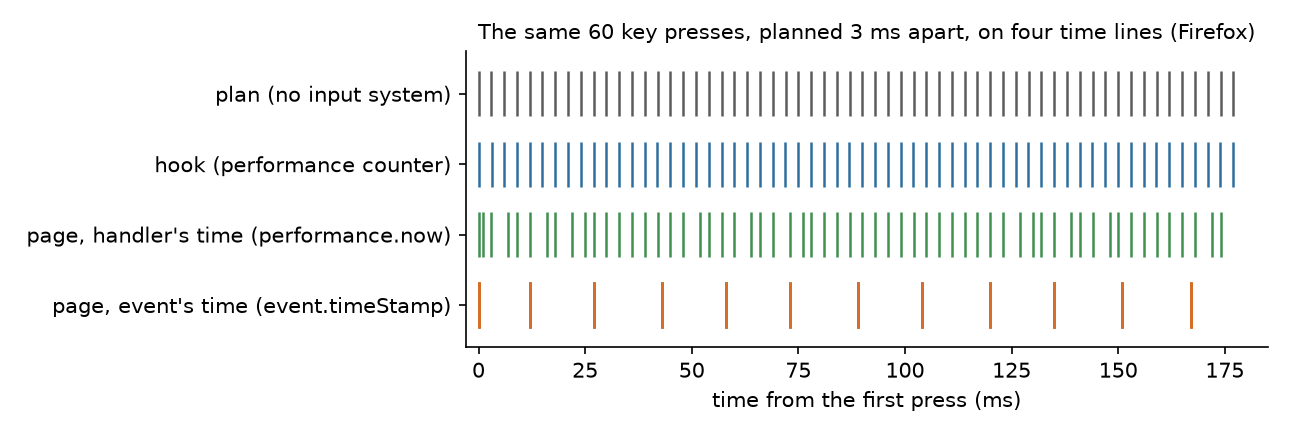 The same 60 key presses, planned 3 ms apart, on four time lines (Firefox)
plan (no input system)
hook (performance counter)
page, handler's time (performance.now)
page, event's time (event.timeStamp)
0 25 50 75 100 125 150 175
time from the first press (ms)